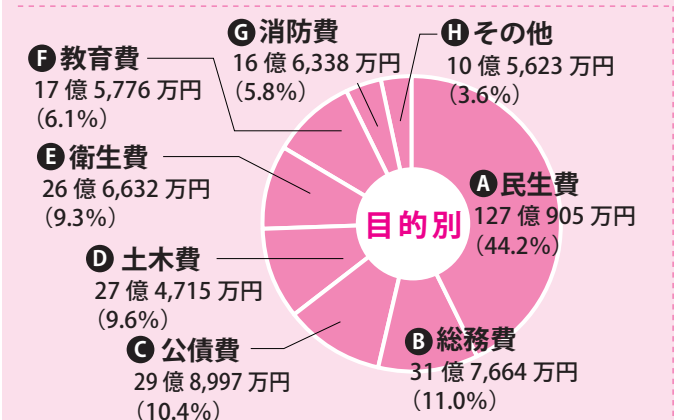 目的別
A 民生費
127 億 905 万円
(44.2%)
B 総務費
31 億 7,664 万円
(11.0%)
C 公債費
29 億 8,997 万円
(10.4%)
D 土木費
27 億 4,715 万円
(9.6%)
E 衛生費
26 億 6,632 万円
(9.3%)
F 教育費
17 億 5,776 万円
(6.1%)
G 消防費
16 億 6,338 万円
(5.8%)
H その他
10 億 5,623 万円
(3.6%)